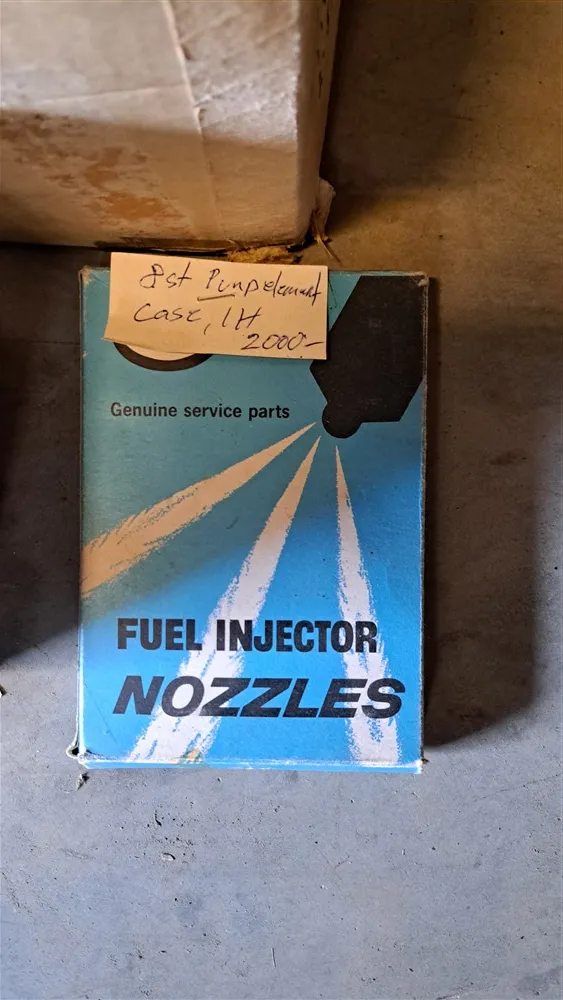 8st Pumpelement
Case, IH
2000:-
Genuine service parts
FUEL INJECTOR
NOZZLES